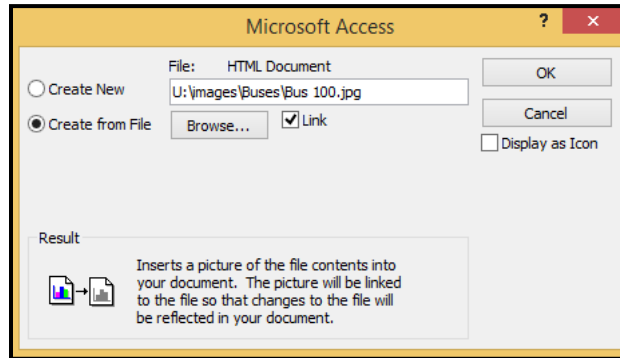 Microsoft Access
?
×
File: HTML Document
OK
Create New
U:\images\Buses\Bus 100.jpg
Create from File
Browse...
Link
Cancel
Display as Icon
Result
Inserts a picture of the file contents into
your document. The picture will be linked
to the file so that changes to the file will
be reflected in your document.